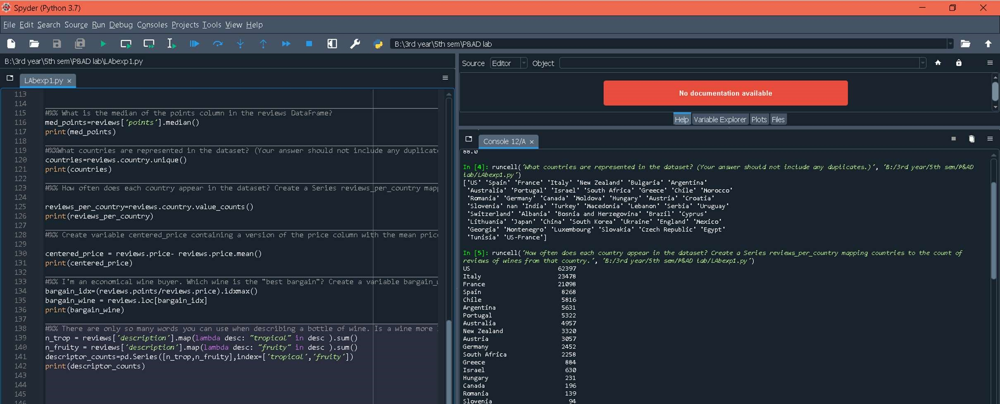 Spyder (Python 3.7)
File Edit Search Source Run Debug Consoles Projects Tools View Help
B:\3rd year\5th sem\P&AD lab
B:\3rd year\5th sem\P&AD lab\LAbexp1.py
LAbexp1.py
113
114
115 #%% What is the median of the points column in the reviews DataFrame?
116 med_points=reviews['points'].median()
117 print(med_points)
118
119 #%%What countries are represented in the dataset? (Your answer should not include any duplicat
120 countries=reviews.country.unique()
121 print(countries)
122
123 #%% How often does each country appear in the dataset? Create a Series reviews_per_country map
124
125 reviews_per_country=reviews.country.value_counts()
126 print(reviews_per_country)
127
128 #%% Create variable centered_price containing a version of the price column with the mean pric
129
130 centered_price = reviews.price- reviews.price.mean()
131 print(centered_price)
132
133 #%% I'm an economical wine buyer. Which wine is the "best bargain"? Create a variable bargain_
134 bargain_idx=(reviews.points/reviews.price).idxmax()
135 bargain_wine = reviews.loc[bargain_idx]
136 print(bargain_wine)
137
138 #%% There are only so many words you can use when describing a bottle of wine. Is a wine more
139 n_trop = reviews['description'].map(lambda desc: "tropical" in desc ).sum()
140 n_fruity = reviews['description'].map(lambda desc: "fruity" in desc ).sum()
141 descriptor_counts=pd.Series([n_trop,n_fruity],index=['tropical','fruity'])
142 print(descriptor_counts)
143
144
145
146
Source Editor Object
No documentation available
Help Variable Explorer Plots Files
Console 12/A
88.0
In [4]: runcell('What countries are represented in the dataset? (Your answer should not include any duplicates.)', 'B:/3rd year/5th sem/P&AD
lab/LAbexp1.py')
['US' 'Spain' 'France' 'Italy' 'New Zealand' 'Bulgaria' 'Argentina'
'Australia' 'Portugal' 'Israel' 'South Africa' 'Greece' 'Chile' 'Morocco'
'Romania' 'Germany' 'Canada' 'Moldova' 'Hungary' 'Austria' 'Croatia'
'Slovenia' nan 'India' 'Turkey' 'Macedonia' 'Lebanon' 'Serbia' 'Uruguay'
'Switzerland' 'Albania' 'Bosnia and Herzegovina' 'Brazil' 'Cyprus'
'Lithuania' 'Japan' 'China' 'South Korea' 'Ukraine' 'England' 'Mexico'
'Georgia' 'Montenegro' 'Luxembourg' 'Slovakia' 'Czech Republic' 'Egypt'
'Tunisia' 'US-France']
In [5]: runcell('How often does each country appear in the dataset? Create a Series reviews_per_country mapping countries to the count of
reviews of wines from that country.', 'B:/3rd year/5th sem/P&AD lab/LAbexp1.py')
US 62397
Italy 23478
France 21098
Spain 8268
Chile 5816
Argentina 5631
Portugal 5322
Australia 4957
New Zealand 3320
Austria 3057
Germany 2452
South Africa 2258
Greece 884
Israel 630
Hungary 231
Canada 196
Romania 139
Slovenia 94